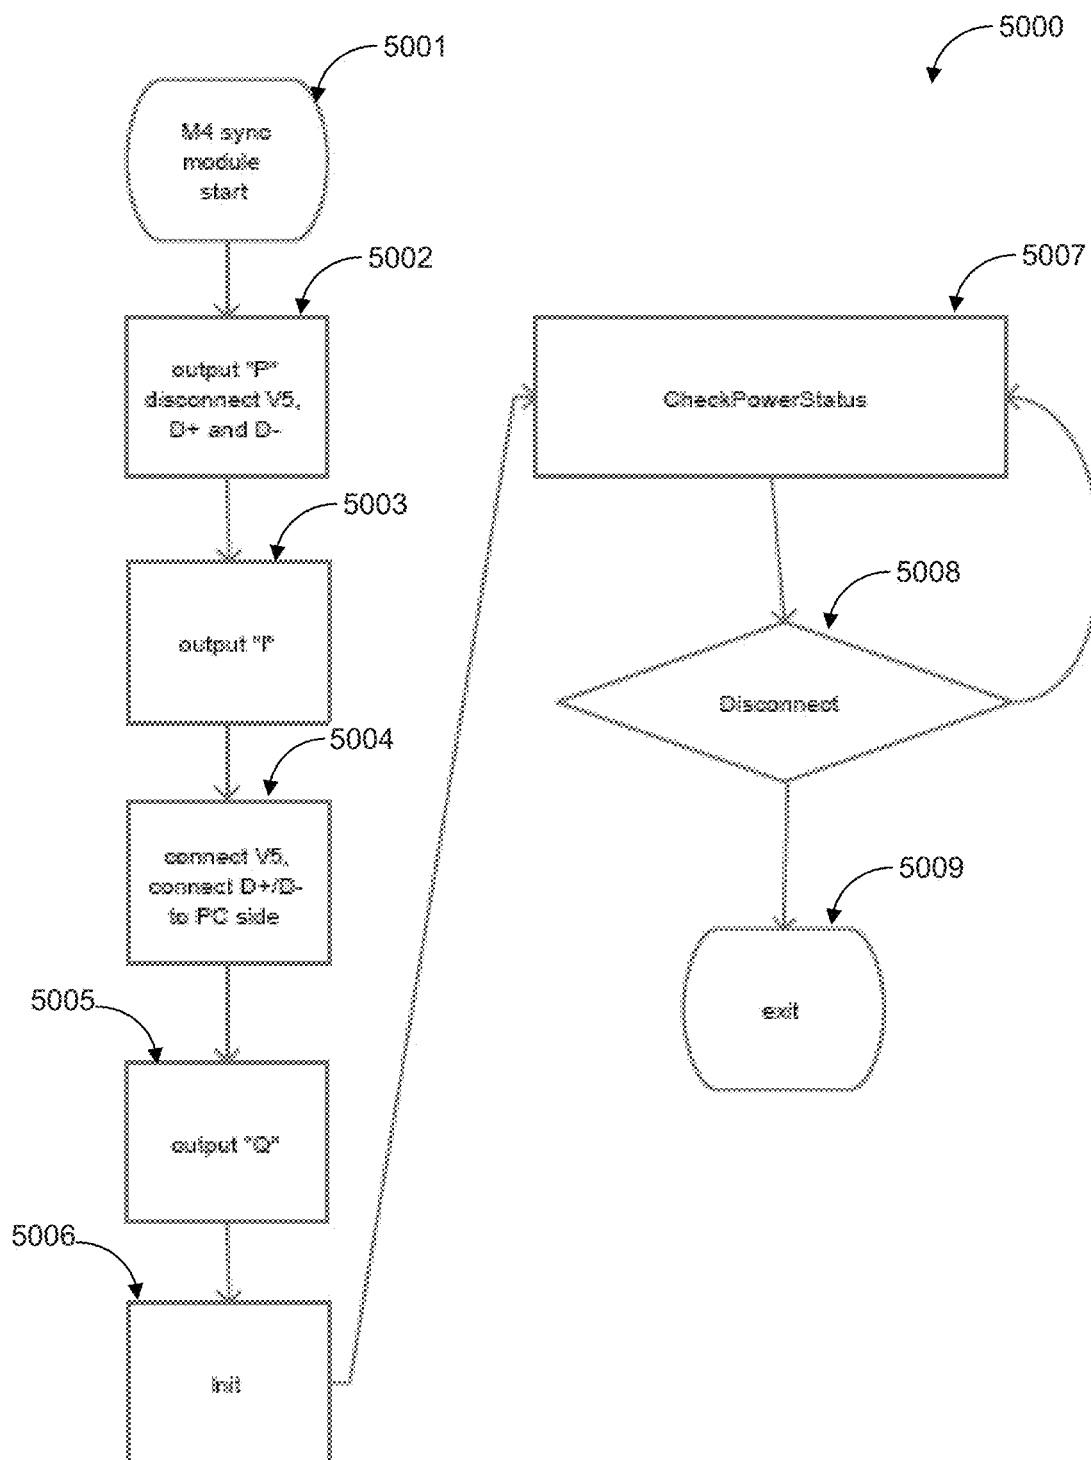 5000
5001
M4 sync
module
start
5002
output "P"
disconnect V5,
D+ and D-
5003
output "I"
5004
connect V5,
connect D+/D-
to PC side
5005
output "Q"
5006
Init
5007
CheckPowerStatus
5008
Disconnect
5009
exit